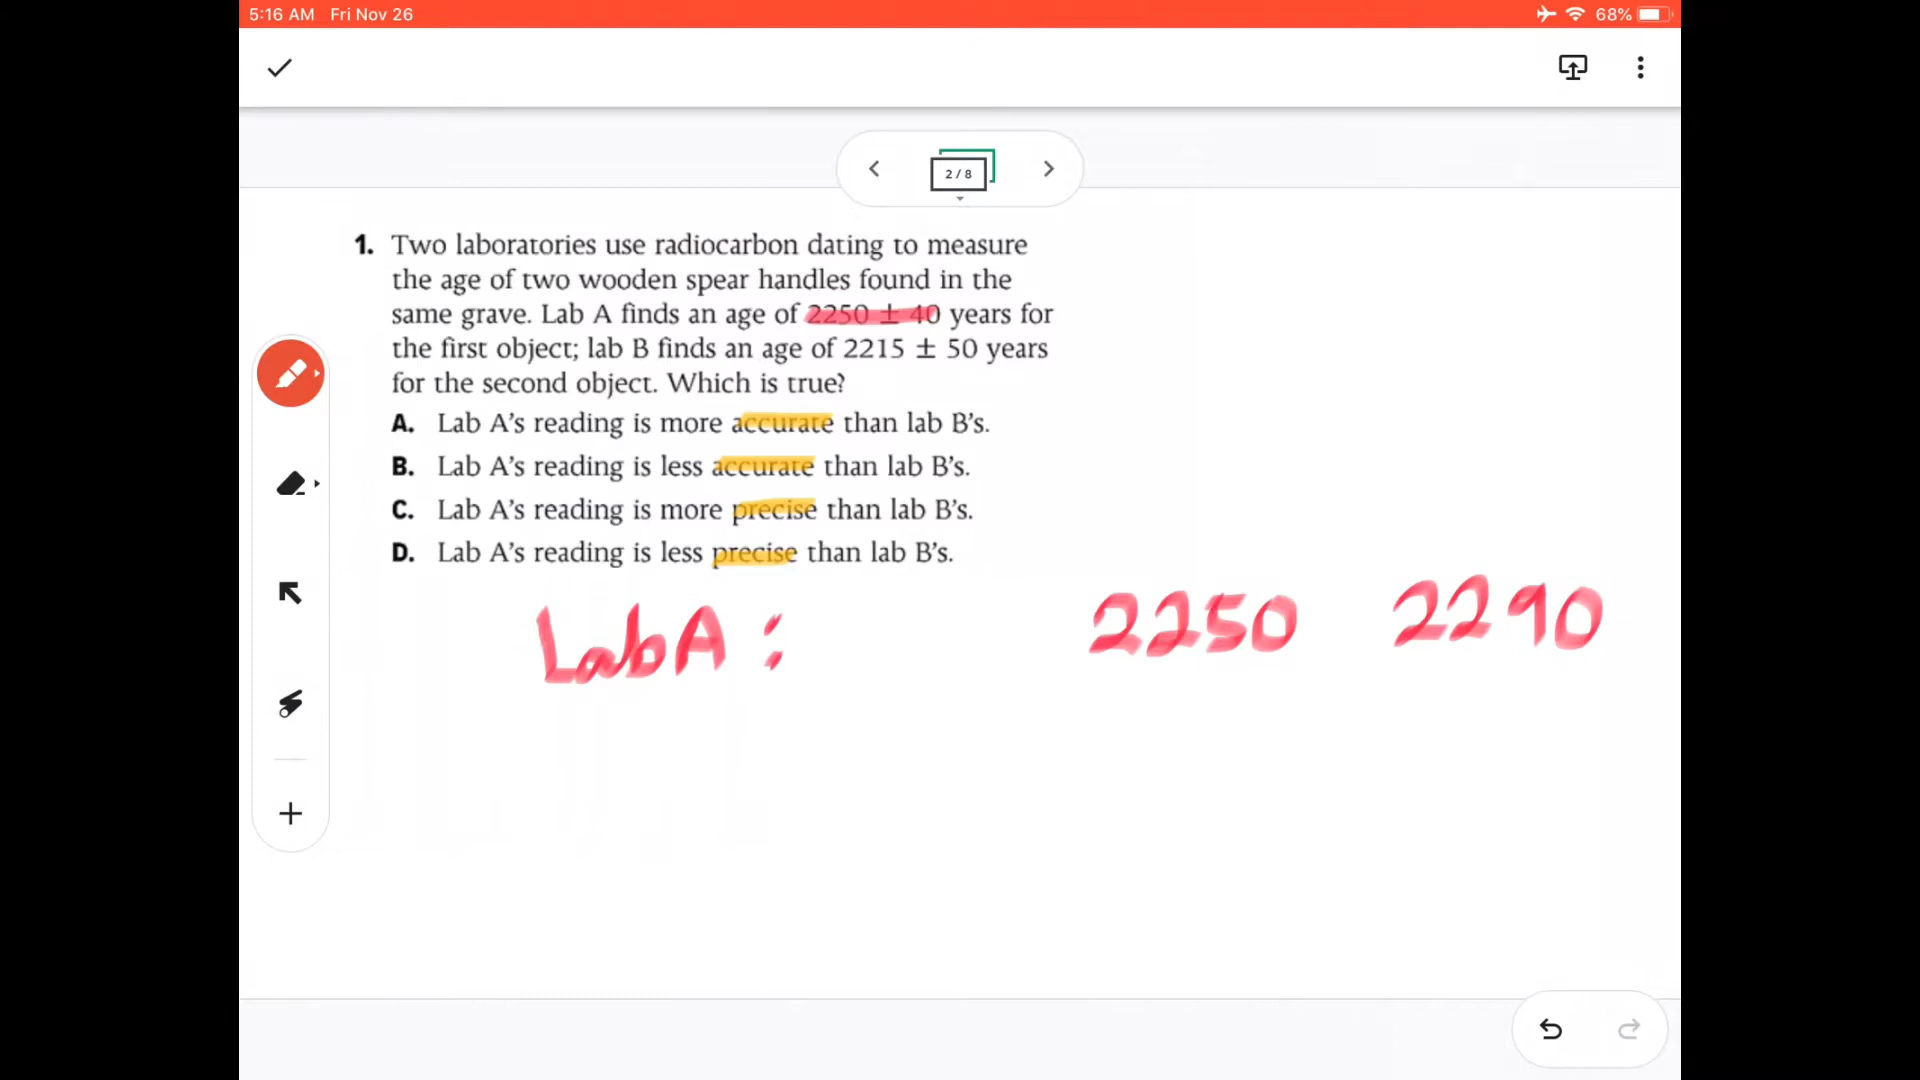 5:16 AM Fri Nov 26 68%
2 / 8
1. Two laboratories use radiocarbon dating to measure
the age of two wooden spear handles found in the
same grave. Lab A finds an age of 2250 ± 40 years for
the first object; lab B finds an age of 2215 ± 50 years
for the second object. Which is true?
A. Lab A’s reading is more accurate than lab B’s.
B. Lab A’s reading is less accurate than lab B’s.
C. Lab A’s reading is more precise than lab B’s.
D. Lab A’s reading is less precise than lab B’s.
Lab A : 2250 2290